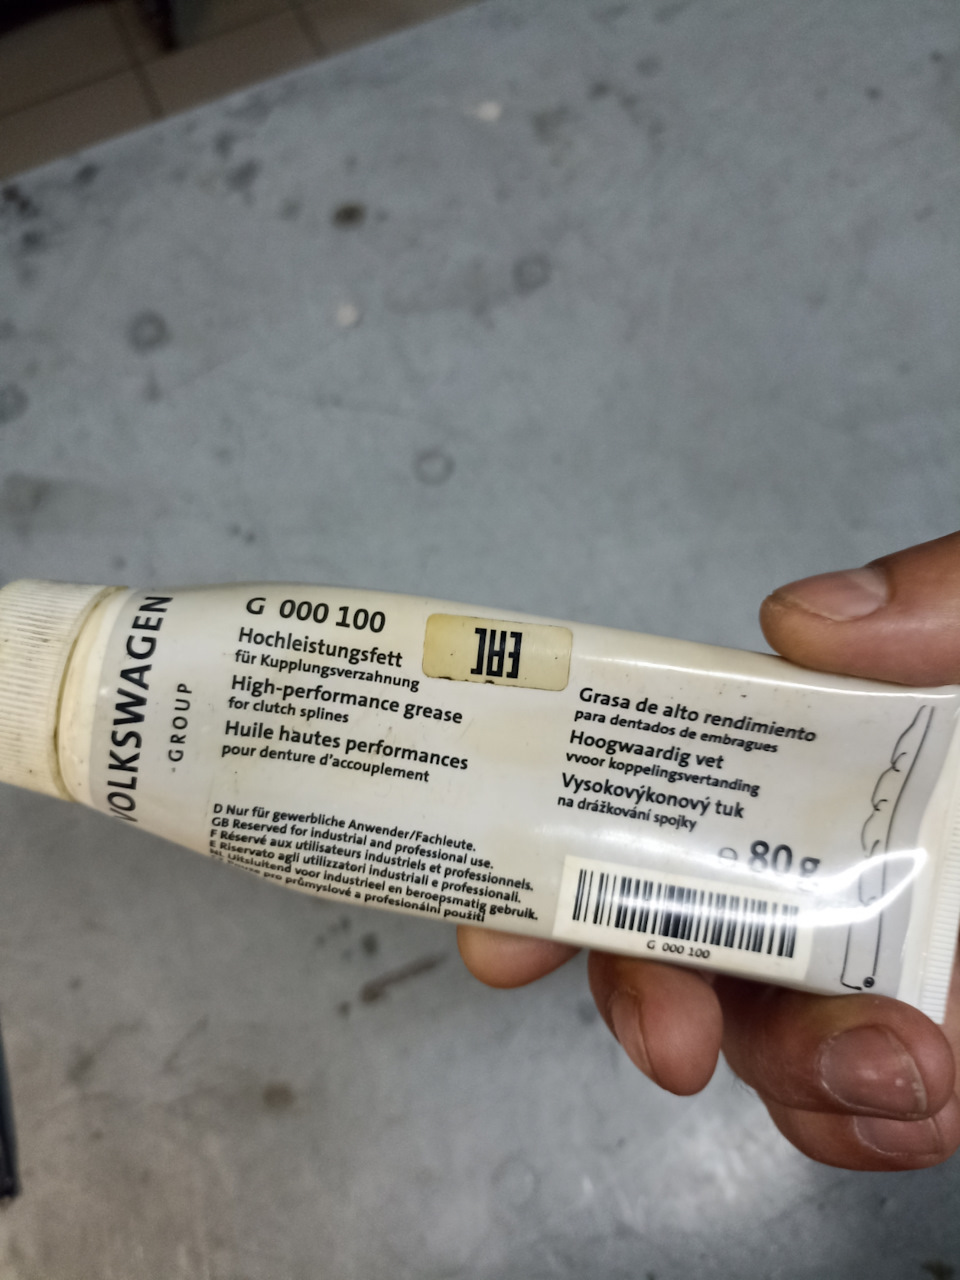 VOLKSWAGEN
GROUP
G 000 100
Hochleistungsfett
für Kupplungsverzahnung
High-performance grease
for clutch splines
Huile hautes performances
pour denture d'accouplement
Grasa de alto rendimiento
para dentados de embragues
Hoogwaardig vet
vvoor koppelingsvertanding
Vysokovýkonový tuk
na drážkování spojky
D Nur für gewerbliche Anwender/Fachleute.
GB Reserved for industrial and professional use.
F Réservé aux utilisateurs industriels et professionnels.
E Riservato agli utilizzatori industriali e professionali.
NL Uitsluitend voor industrieel en beroepsmatig gebruik.
pro průmyslové a profesionální použití
e 80 g
G 000 100